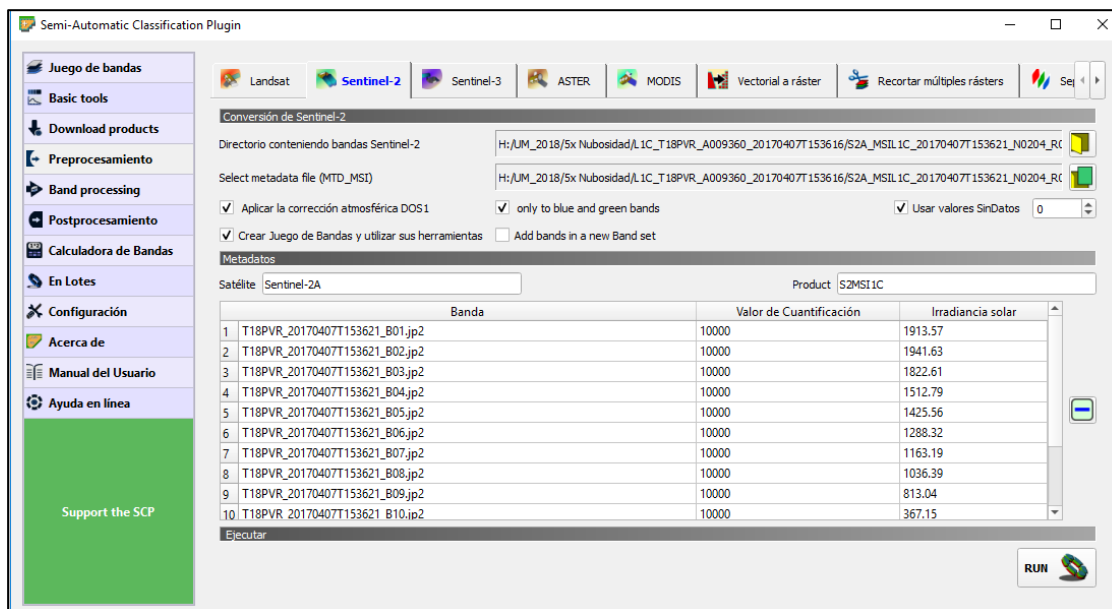 Semi-Automatic Classification Plugin
Juego de bandas
Basic tools
Download products
Preprocesamiento
Band processing
Postprocesamiento
Calculadora de Bandas
En Lotes
Configuración
Acerca de
Manual del Usuario
Ayuda en línea
Support the SCP
Landsat Sentinel-2 Sentinel-3 ASTER MODIS Vectorial a ráster Recortar múltiples rásters
Conversión de Sentinel-2
Directorio conteniendo bandas Sentinel-2 H:/UM_2018/5x Nubosidad/L1C_T18PVR_A009360_20170407T153616/S2A_MSIL1C_20170407T153621_N0204_R
Select metadata file (MTD_MSI) H:/UM_2018/5x Nubosidad/L1C_T18PVR_A009360_20170407T153616/S2A_MSIL1C_20170407T153621_N0204_R
Aplicar la corrección atmosférica DOS1 only to blue and green bands Usar valores SinDatos 0
Crear Juego de Bandas y utilizar sus herramientas Add bands in a new Band set
Metadatos
Satélite Sentinel-2A Product S2MSI1C
Banda Valor de Cuantificación Irradiancia solar
1 T18PVR_20170407T153621_B01.jp2 10000 1913.57
2 T18PVR_20170407T153621_B02.jp2 10000 1941.63
3 T18PVR_20170407T153621_B03.jp2 10000 1822.61
4 T18PVR_20170407T153621_B04.jp2 10000 1512.79
5 T18PVR_20170407T153621_B05.jp2 10000 1425.56
6 T18PVR_20170407T153621_B06.jp2 10000 1288.32
7 T18PVR_20170407T153621_B07.jp2 10000 1163.19
8 T18PVR_20170407T153621_B08.jp2 10000 1036.39
9 T18PVR_20170407T153621_B09.jp2 10000 813.04
10 T18PVR_20170407T153621_B10.jp2 10000 367.15
Ejecutar
RUN